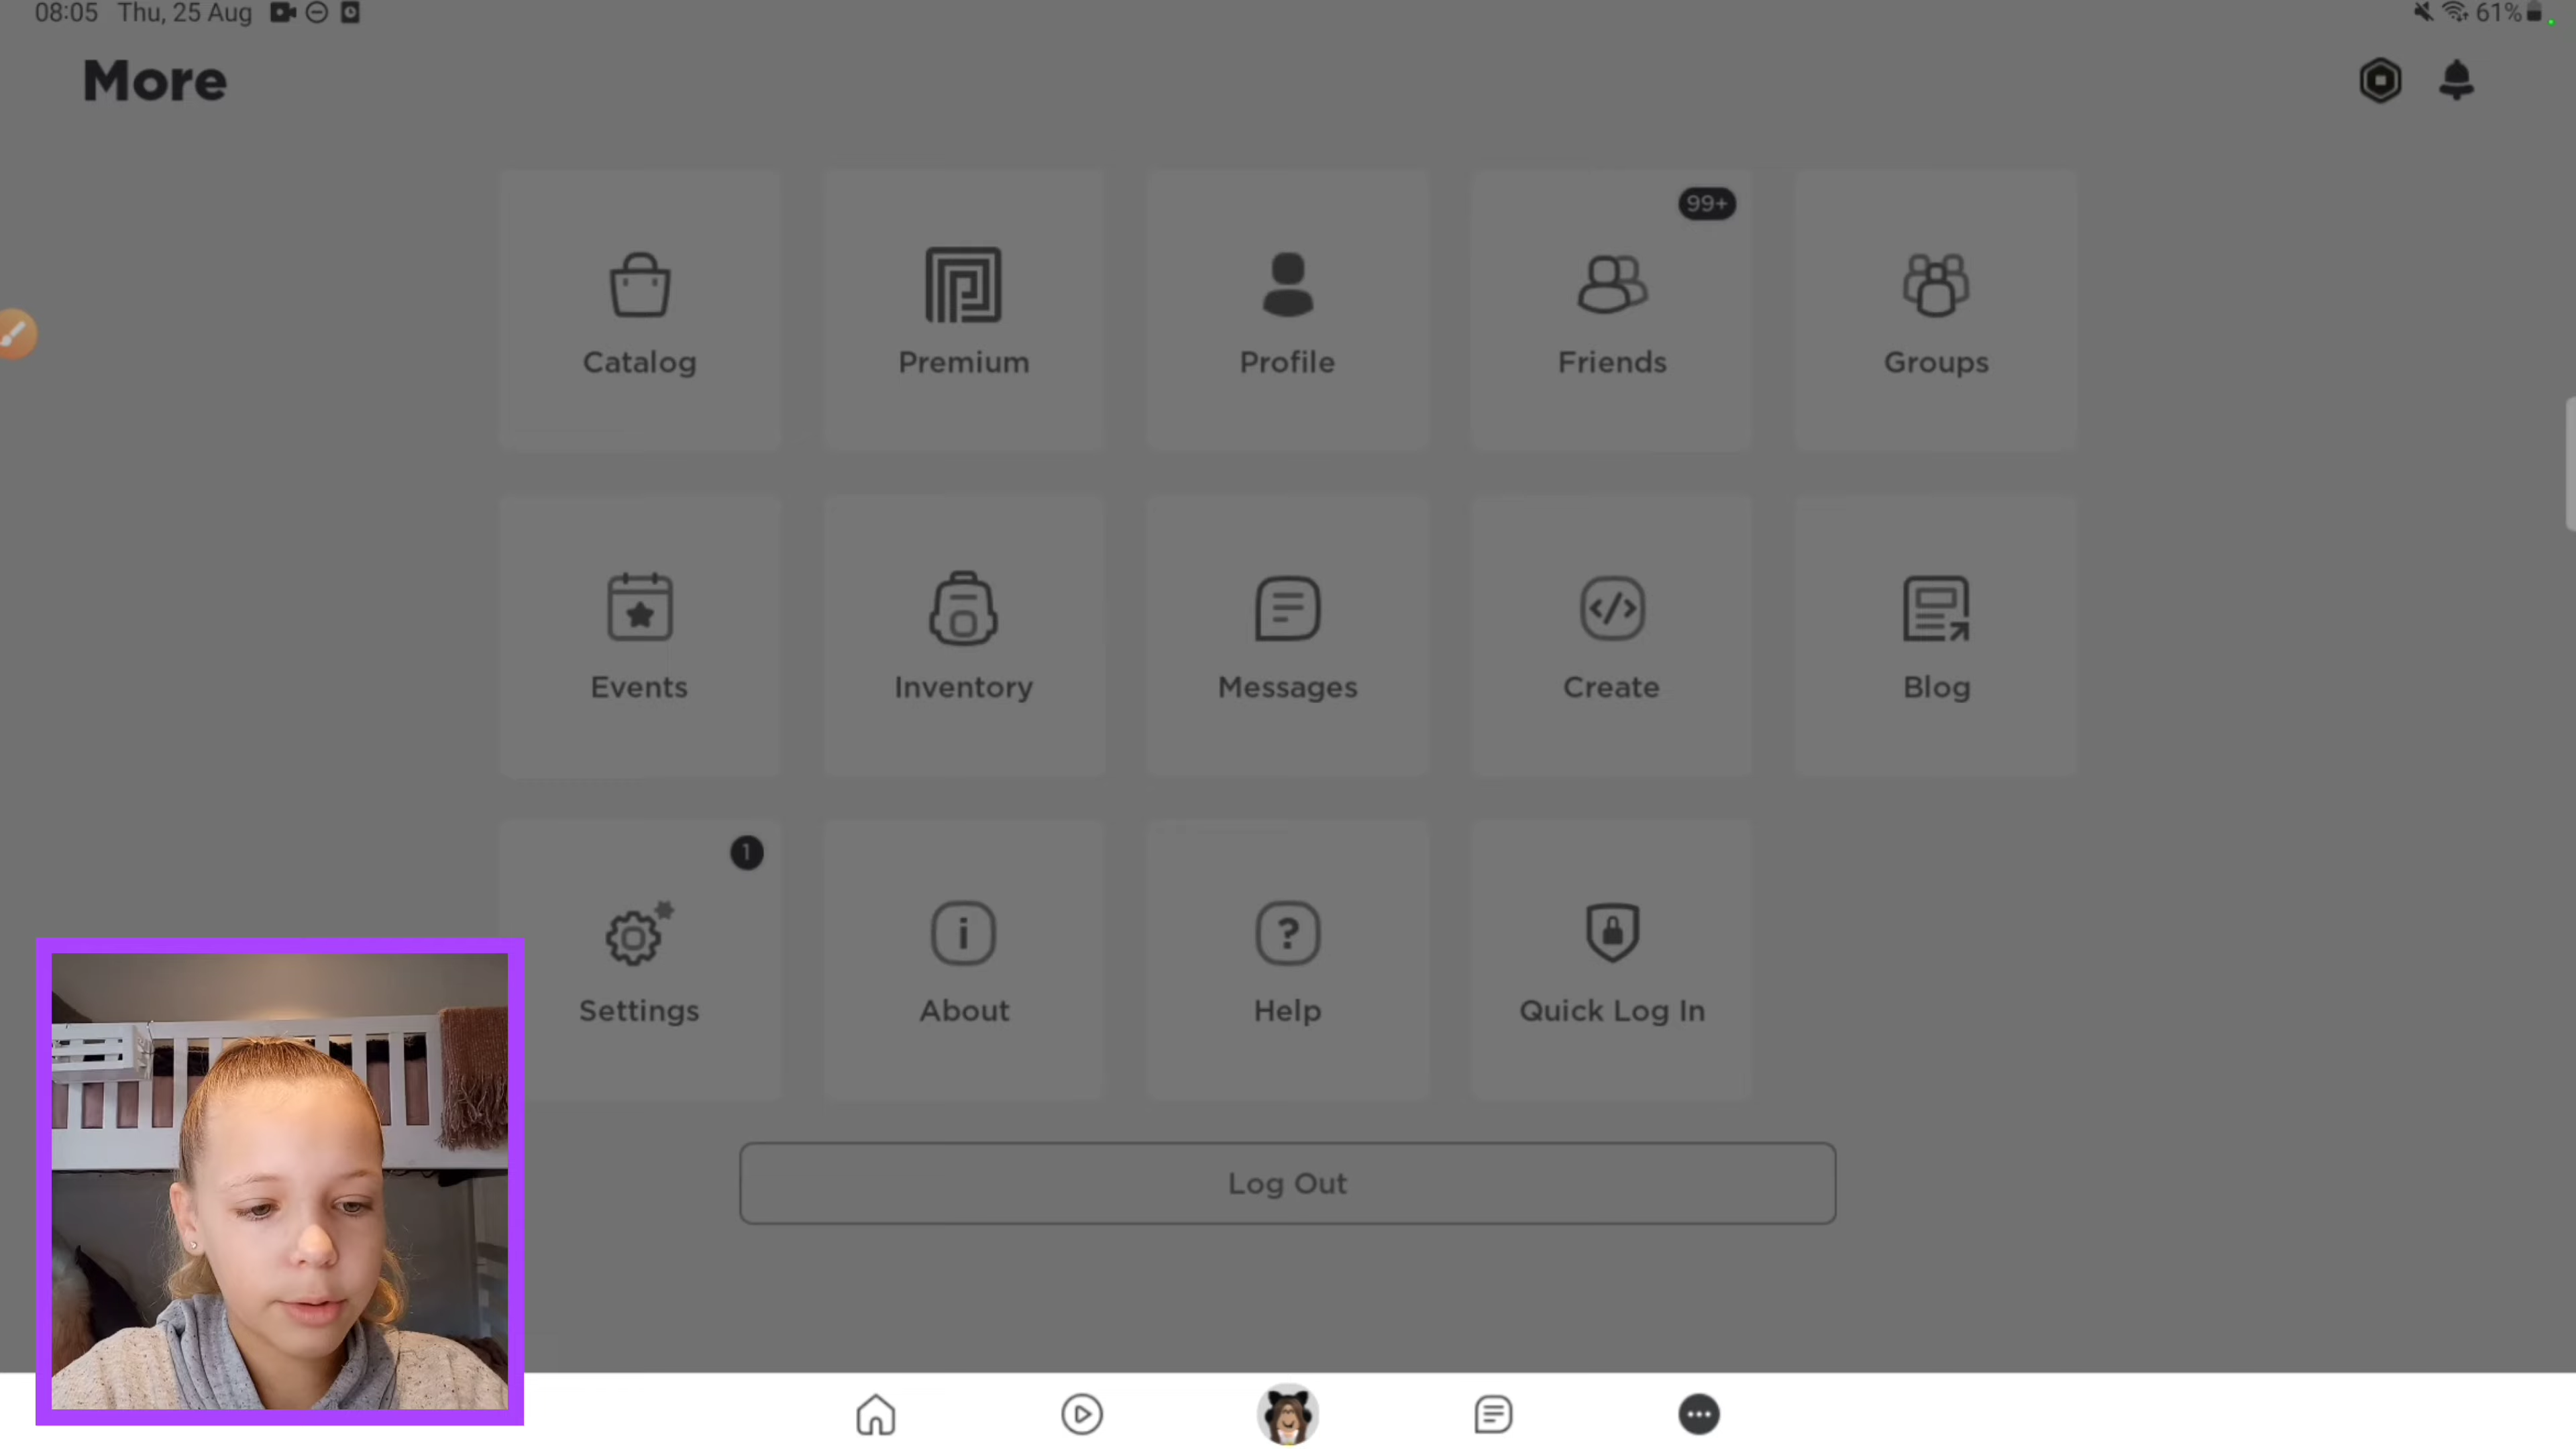 08:05 Thu, 25 Aug
61%
More
99+
Catalog
Premium
Profile
Friends
Groups
Events
Inventory
Messages
Create
Blog
1
Settings
About
Help
Quick Log In
Log Out